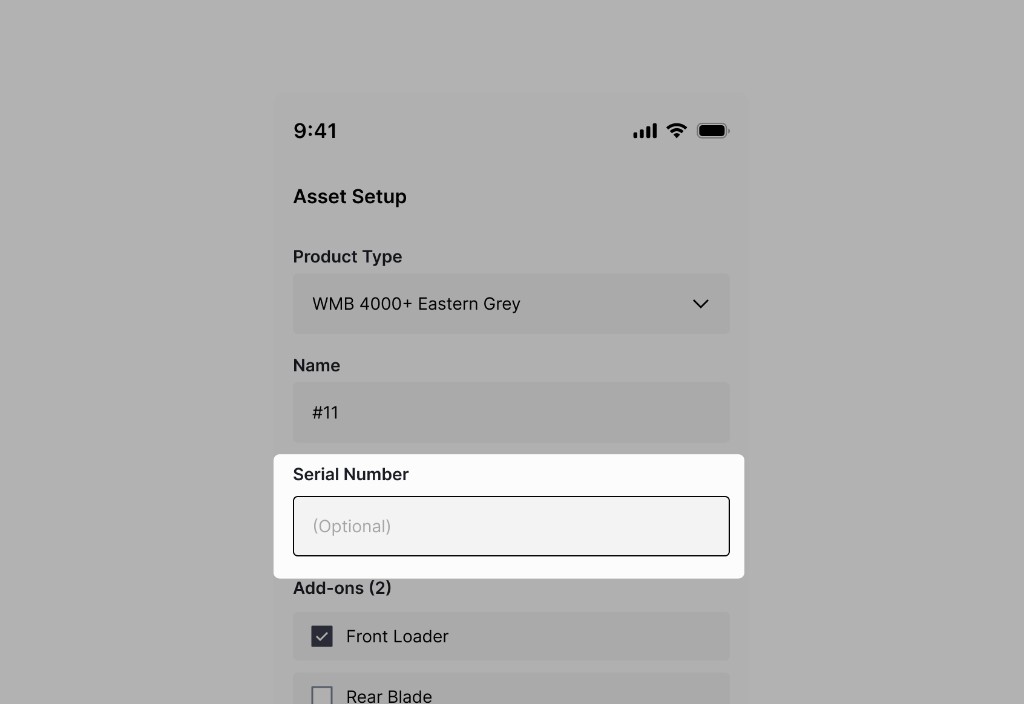 9:41
Asset Setup
Product Type
WMB 4000+ Eastern Grey
Name
#11
Serial Number
(Optional)
Add-ons (2)
Front Loader
Rear Blade